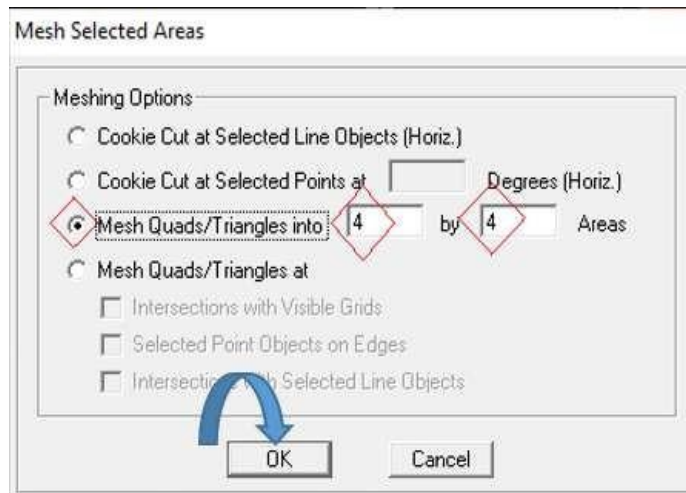 Mesh Selected Areas
Meshing Options
Cookie Cut at Selected Line Objects (Horiz.)
Cookie Cut at Selected Points at Degrees (Horiz.)
Mesh Quads/Triangles into 4 by 4 Areas
Mesh Quads/Triangles at
Intersections with Visible Grids
Selected Point Objects on Edges
Intersections with Selected Line Objects
OK Cancel